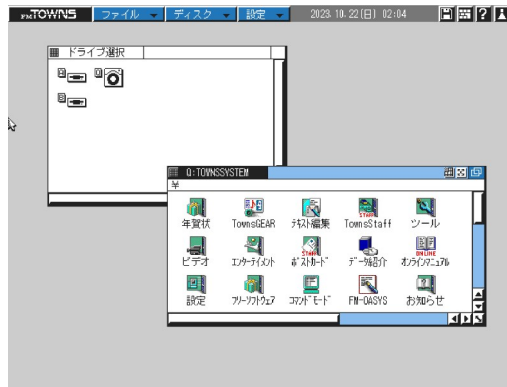 FM TOWNS ファイル ディスク 設定 2023.10.22(日) 02:04 ?
ドライブ選択
A Q
B
Q:TOWNSSYSTEM
¥
年賀状 TownsGEAR テキスト編集 TownsStaff ツール
ビデオ エンターテイメント ポストカード データ紹介 オンラインマニュアル
設定 フリーソフトウェア コマンドモード FM-OASYS お知らせ